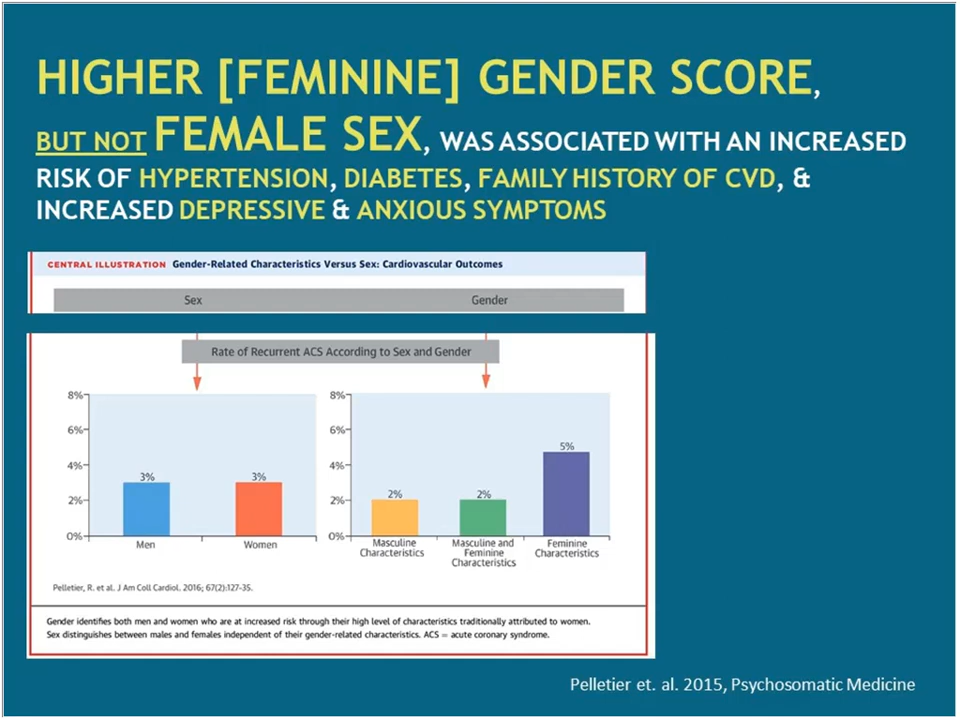 HIGHER [FEMININE] GENDER SCORE,
BUT NOT FEMALE SEX, WAS ASSOCIATED WITH AN INCREASED
RISK OF HYPERTENSION, DIABETES, FAMILY HISTORY OF CVD, &
INCREASED DEPRESSIVE & ANXIOUS SYMPTOMS
CENTRAL ILLUSTRATION Gender-Related Characteristics Versus Sex: Cardiovascular Outcomes
Sex
Gender
Rate of Recurrent ACS According to Sex and Gender
8%
6%
4%
2%
0%
3%
3%
Men
Women
8%
6%
4%
2%
0%
2%
2%
5%
Masculine
Characteristics
Masculine and
Feminine
Characteristics
Feminine
Characteristics
Pelletier, R. et al. J Am Coll Cardiol. 2016; 67(2):127-35.
Gender identifies both men and women who are at increased risk through their high level of characteristics traditionally attributed to women.
Sex distinguishes between males and females independent of their gender-related characteristics. ACS = acute coronary syndrome.
Pelletier et. al. 2015, Psychosomatic Medicine